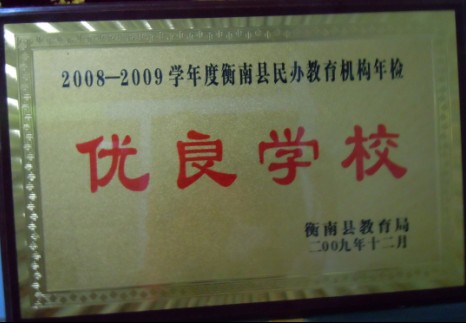 2008—2009学年度衡南县民办教育机构年检
优良学校
衡南县教育局
二00九年十二月